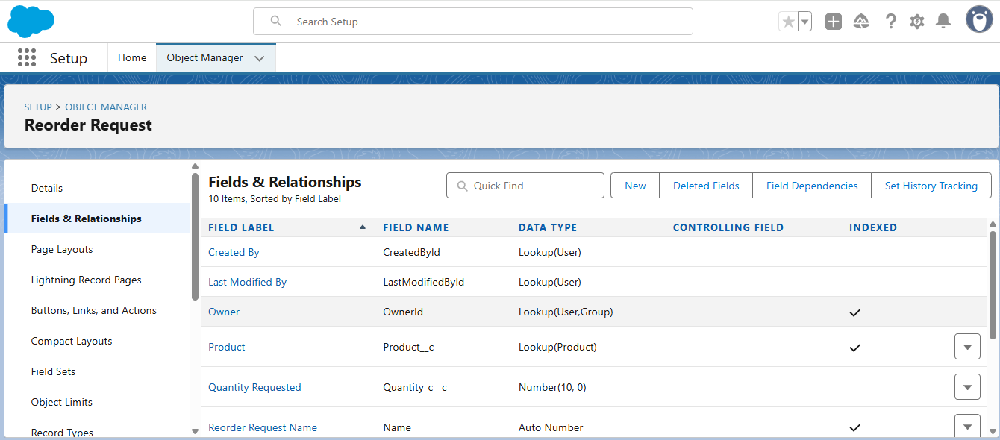 Search Setup
Setup
Home
Object Manager
SETUP > OBJECT MANAGER
Reorder Request
Details
Fields & Relationships
Page Layouts
Lightning Record Pages
Buttons, Links, and Actions
Compact Layouts
Field Sets
Object Limits
Record Types
Fields & Relationships
10 Items, Sorted by Field Label
Quick Find
New
Deleted Fields
Field Dependencies
Set History Tracking
FIELD LABEL FIELD NAME DATA TYPE CONTROLLING FIELD INDEXED
Created By CreatedById Lookup(User)
Last Modified By LastModifiedById Lookup(User)
Owner OwnerId Lookup(User,Group)
Product Product__c Lookup(Product)
Quantity Requested Quantity_c__c Number(10, 0)
Reorder Request Name Name Auto Number